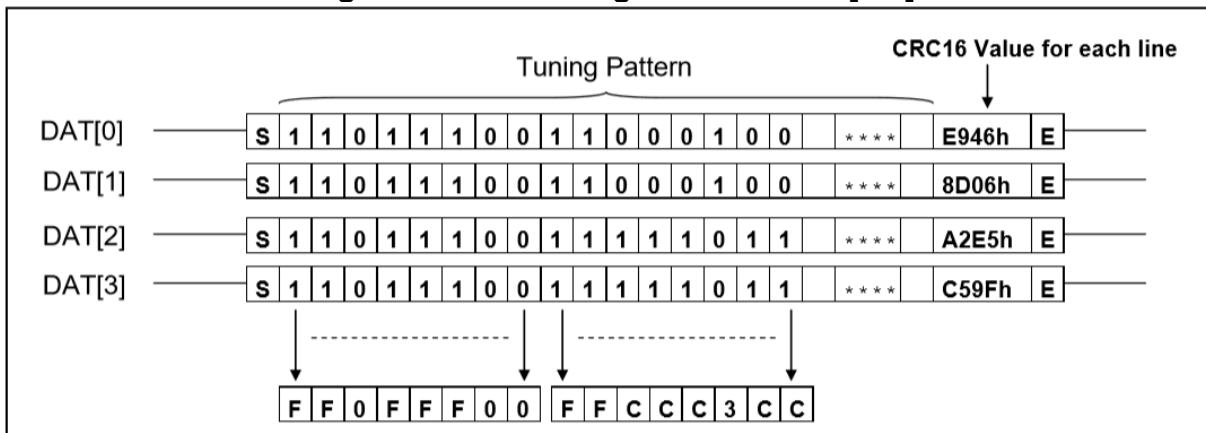 CRC16 Value for each line
Tuning Pattern
DAT[0] S 1 1 0 1 1 1 0 0 1 1 0 0 0 1 0 0 **** E946h E
DAT[1] S 1 1 0 1 1 1 0 0 1 1 0 0 0 1 0 0 **** 8D06h E
DAT[2] S 1 1 0 1 1 1 0 0 1 1 1 1 1 0 1 1 **** A2E5h E
DAT[3] S 1 1 0 1 1 1 0 0 1 1 1 1 1 0 1 1 **** C59Fh E
F F 0 F F F 0 0 F F C C C 3 C C